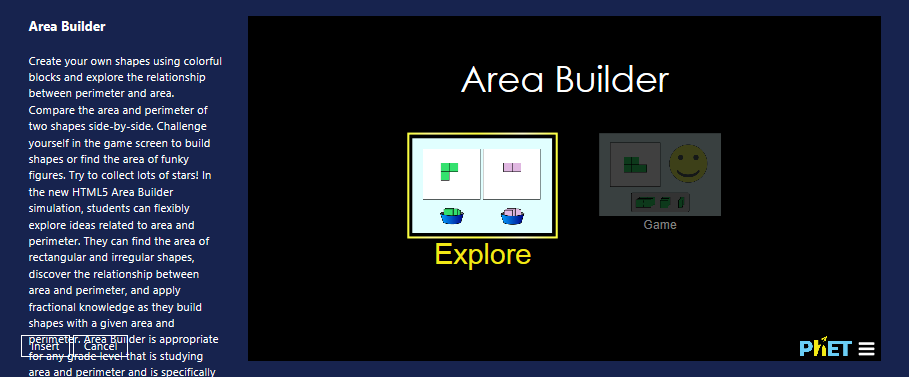 Area Builder
Create your own shapes using colorful
blocks and explore the relationship
between perimeter and area.
Compare the area and perimeter of
two shapes side-by-side. Challenge
yourself in the game screen to build
shapes or find the area of funky
figures. Try to collect lots of stars! In
the new HTML5 Area Builder
simulation, students can flexibly
explore ideas related to area and
perimeter. They can find the area of
rectangular and irregular shapes,
discover the relationship between
area and perimeter, and apply
fractional knowledge as they build
shapes with a given area and
perimeter. Area Builder is appropriate
for any grade level that is studying
area and perimeter and is specifically
Insert
Cancel
Area Builder
Explore
Game
PhET